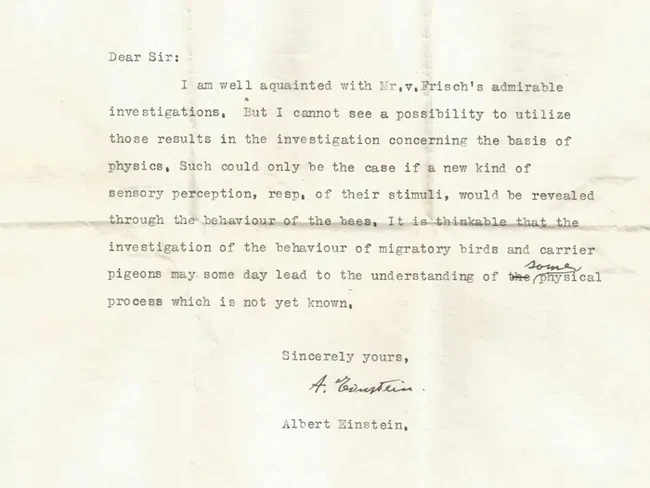 Dear Sir:
I am well aquainted with Mr.v.Frisch's admirable
investigations. But I cannot see a possibility to utilize
those results in the investigation concerning the basis of
physics. Such could only be the case if a new kind of
sensory perception, resp. of their stimuli, would be revealed
through the behaviour of the bees. It is thinkable that the
investigation of the behaviour of migratory birds and carrier
pigeons may some day lead to the understanding of the some physical
process which is not yet known.
Sincerely yours,
A. Einstein.
Albert Einstein.